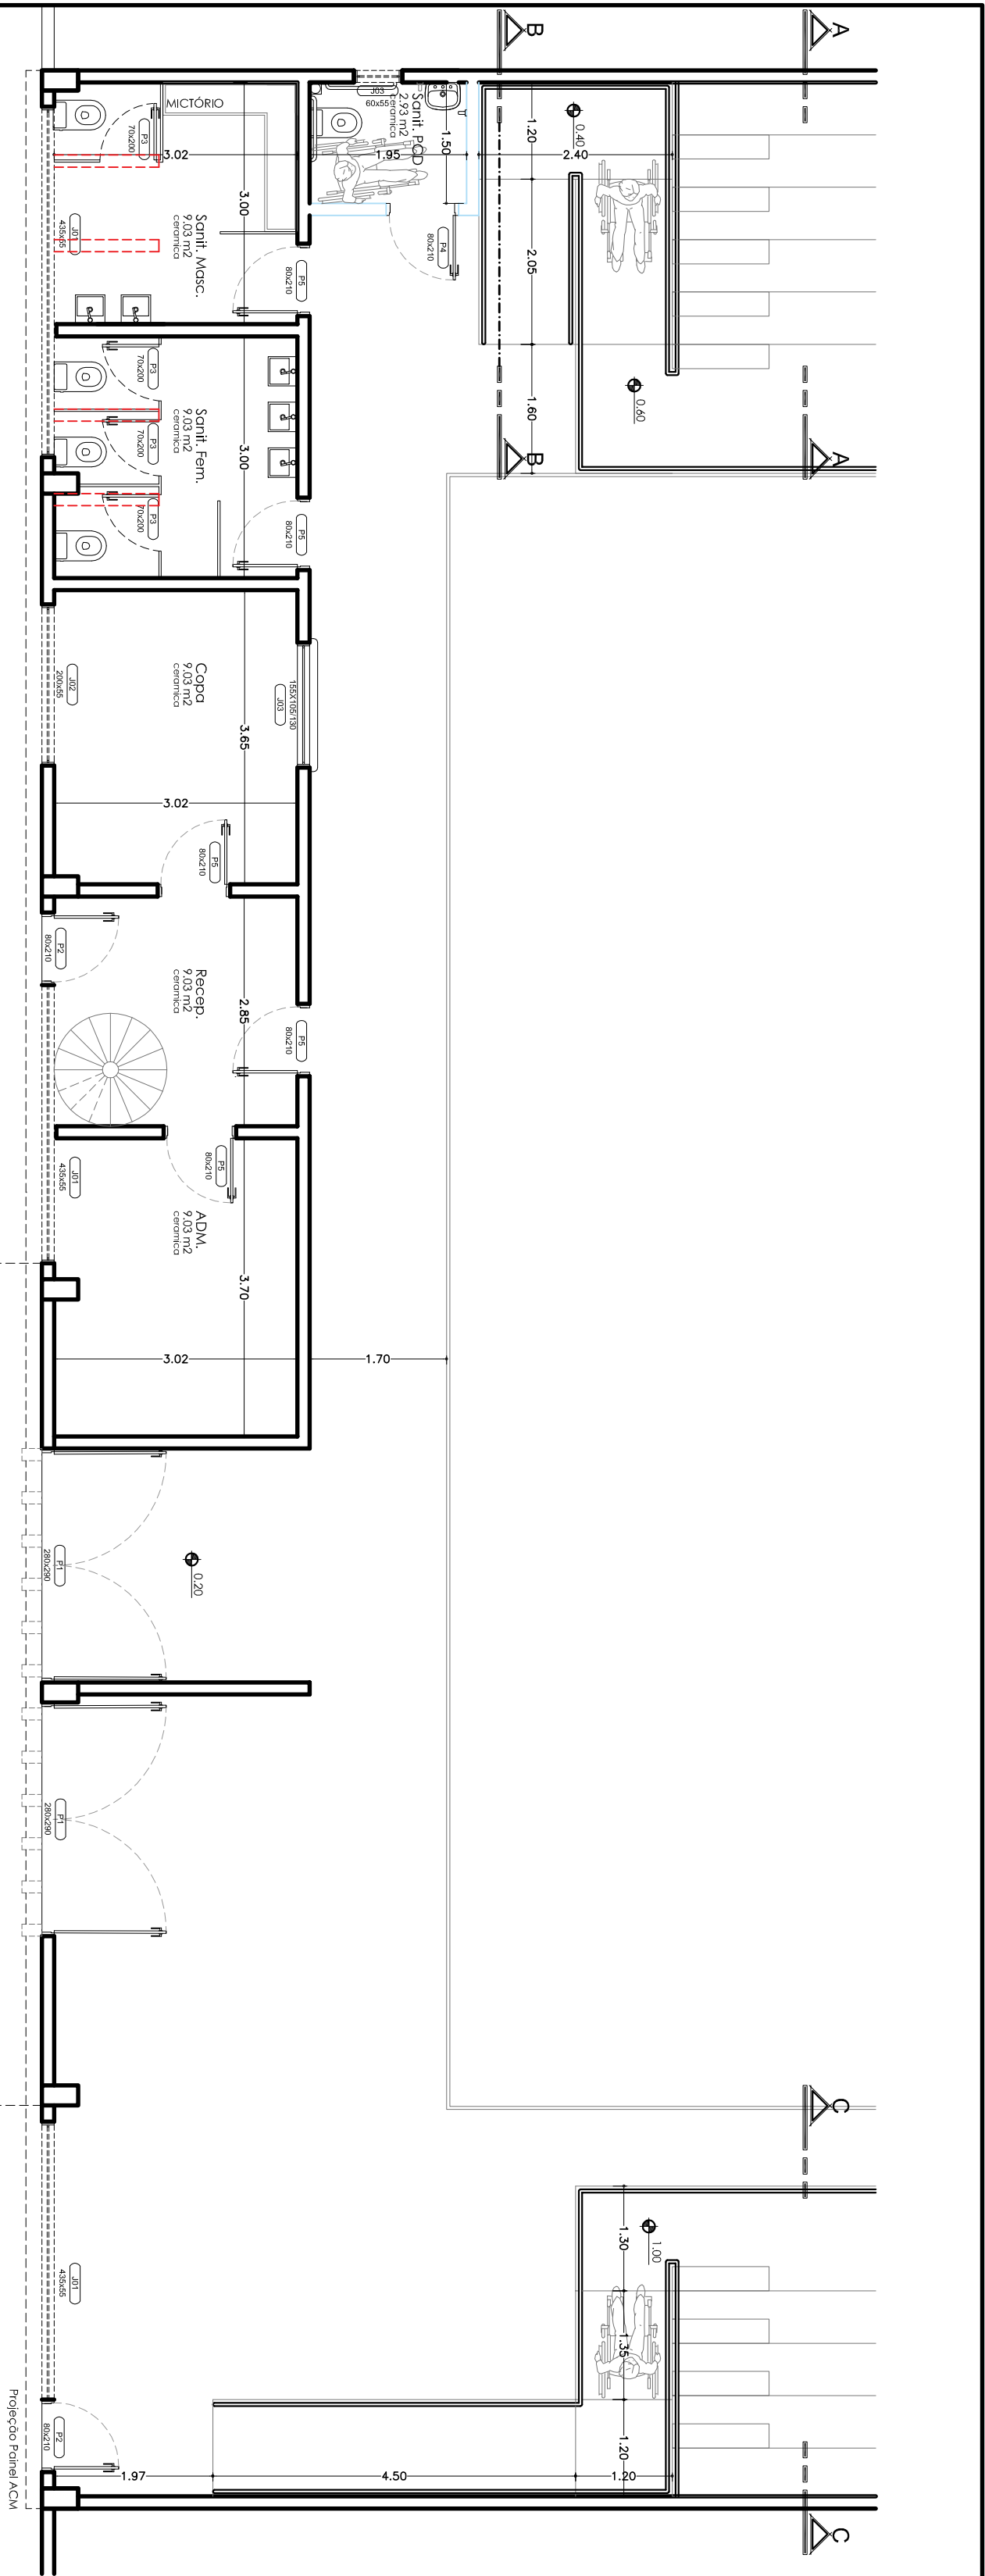 B
A
MICTÓRIO
P3
70x200
3.02
3.00
J01
435x55
Sanit. Masc.
9.03 m2
ceramica
P5
80x210
J03
60x55
Sanit. PCD
2.93 m2
ceramica
1.95
1.50
P4
80x210
1.20
0.40
2.40
2.05
0.60
1.60
B
A
P3
70x200
P3
70x200
P3
70x200
Sanit. Fem.
9.03 m2
ceramica
3.00
P5
80x210
J02
200x55
Copa
9.03 m2
ceramica
3.65
J03
155X105/130
3.02
P5
80x210
P2
80x210
Recep.
9.03 m2
ceramica
2.85
P5
80x210
P5
80x210
J01
435x55
ADM.
9.03 m2
ceramica
3.70
3.02
1.70
P1
280x290
0.20
P1
280x290
C
J01
435x55
1.30
1.00
1.35
1.20
P2
80x210
1.97
4.50
1.20
C
Projeção Painel ACM